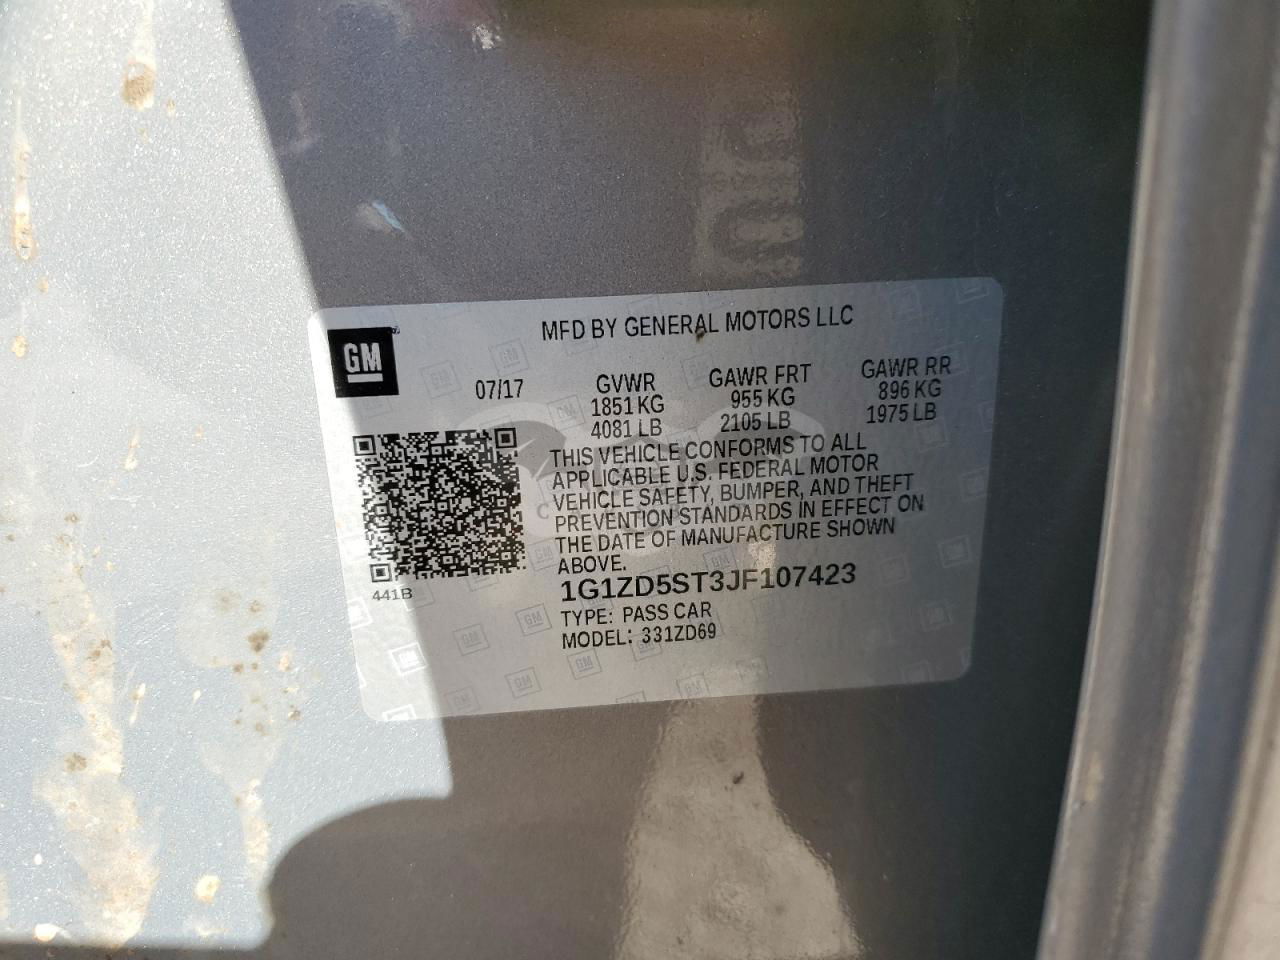 MFD BY GENERAL MOTORS LLC
GM
07/17 GVWR GAWR FRT GAWR RR
1851 KG 955 KG 896 KG
4081 LB 2105 LB 1975 LB
THIS VEHICLE CONFORMS TO ALL
APPLICABLE U.S. FEDERAL MOTOR
VEHICLE SAFETY, BUMPER, AND THEFT
PREVENTION STANDARDS IN EFFECT ON
THE DATE OF MANUFACTURE SHOWN
ABOVE.
441B
1G1ZD5ST3JF107423
TYPE: PASS CAR
MODEL: 331ZD69